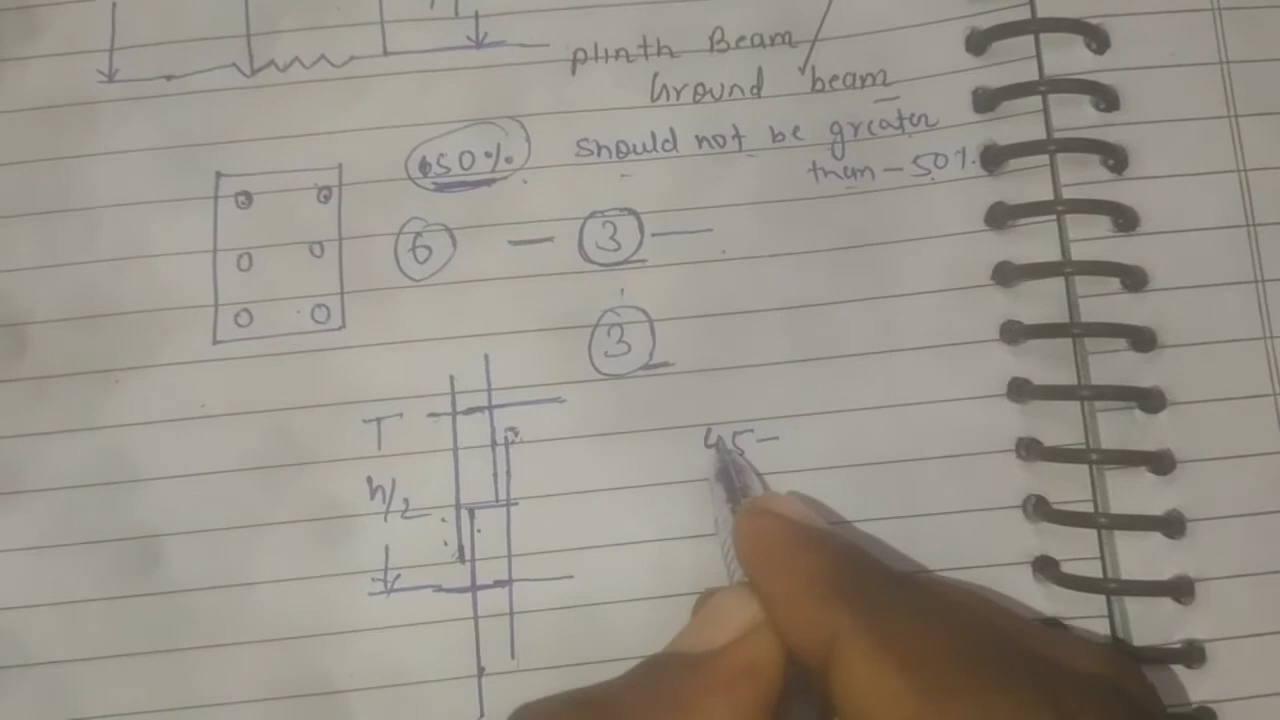 plinth Beam
Ground beam
50% should not be greater
than - 50%
6 - 3 -
3
T
h/2
45-